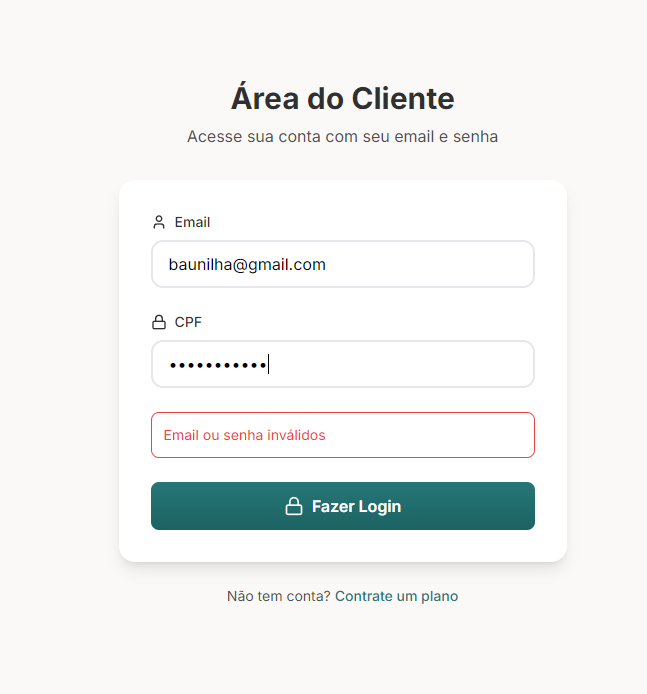 Área do Cliente
Acesse sua conta com seu email e senha
Email
baunilha@gmail.com
CPF
•••••••••••
Email ou senha inválidos
Fazer Login
Não tem conta? Contrate um plano